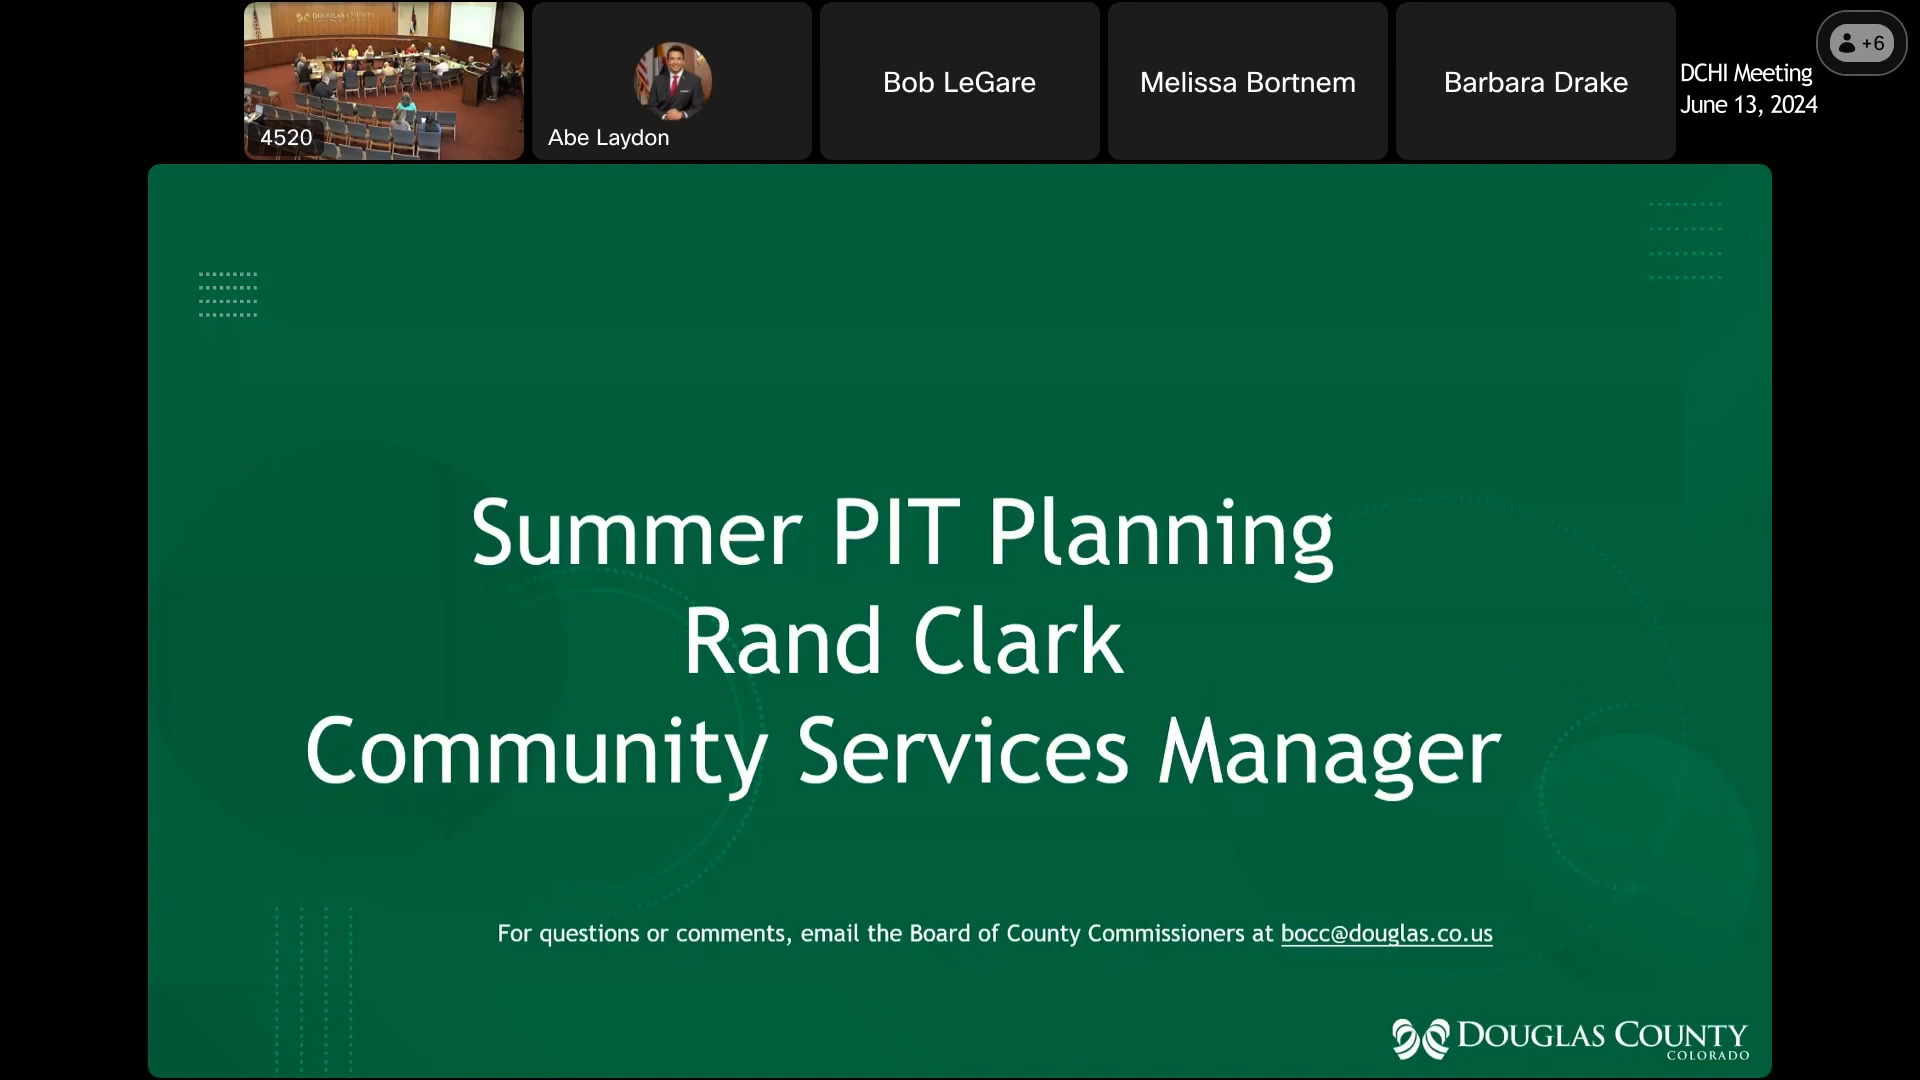 DOUGLAS COUNTY
4520
Abe Laydon
Bob LeGare
Melissa Bortnem
Barbara Drake
DCHI Meeting
June 13, 2024
+6
Summer PIT Planning
Rand Clark
Community Services Manager
For questions or comments, email the Board of County Commissioners at bocc@douglas.co.us
DOUGLAS COUNTY
COLORADO